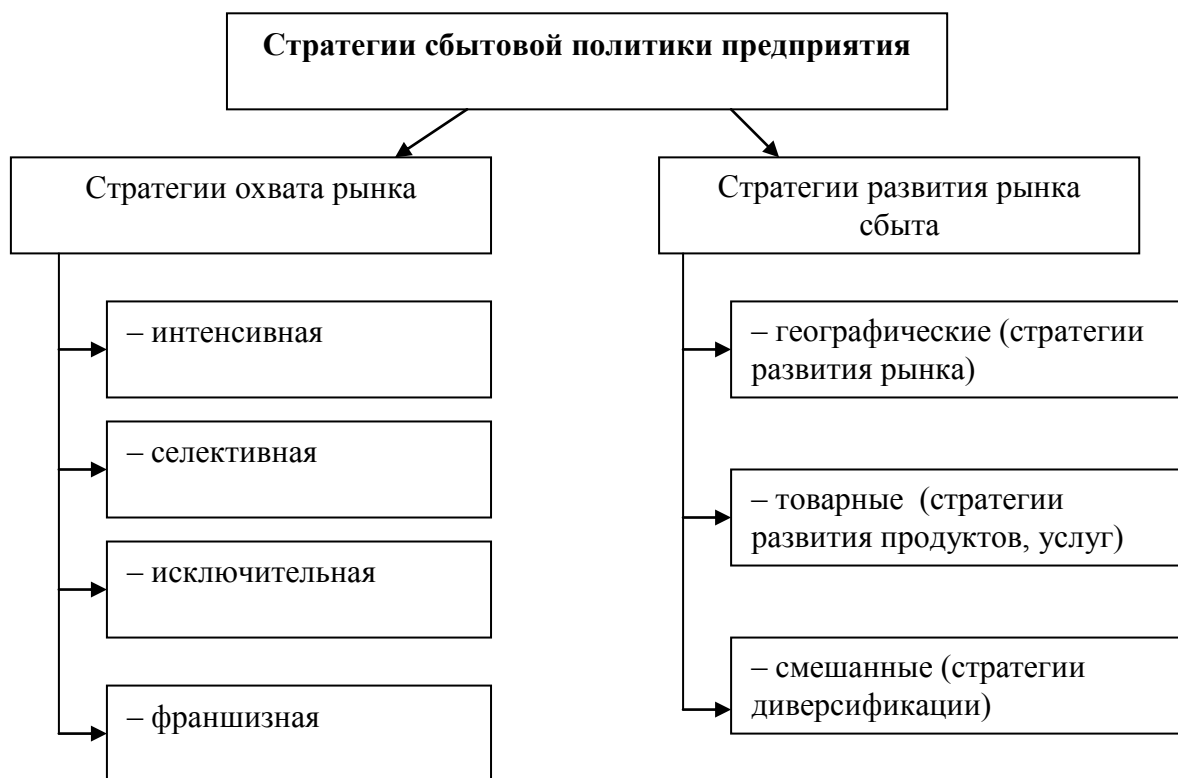 Стратегии сбытовой политики предприятия
Стратегии охвата рынка
– интенсивная
– селективная
– исключительная
– франшизная
Стратегии развития рынка
сбыта
– географические (стратегии
развития рынка)
– товарные  (стратегии
развития продуктов, услуг)
– смешанные (стратегии
диверсификации)